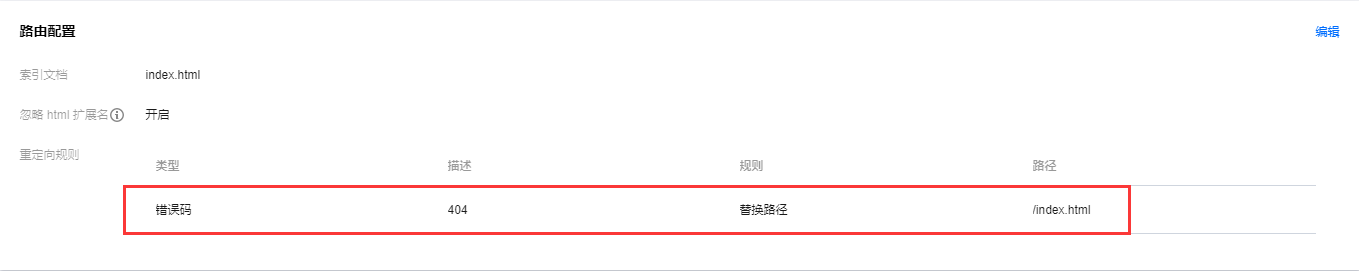 路由配置 编辑
索引文档 index.html
忽略 html 扩展名 开启
重定向规则
类型 描述 规则 路径
错误码 404 替换路径 /index.html